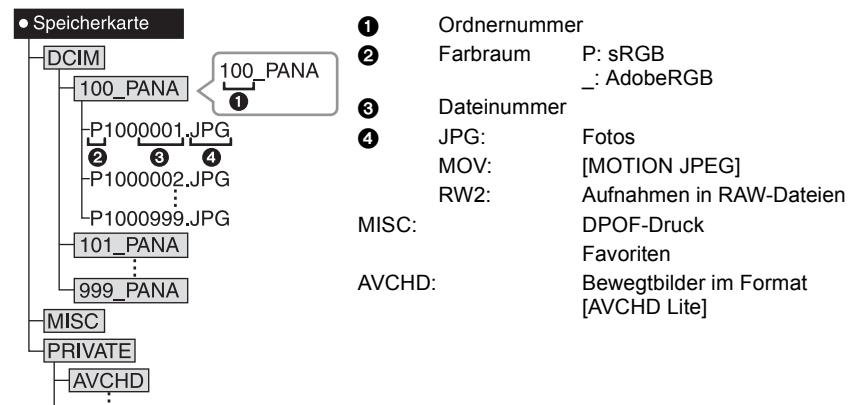 ● Speicherkarte
DCIM
100_PANA
100_PANA
❶
P1000001.JPG
❷ ❸ ❹
P1000002.JPG
P1000999.JPG
101_PANA
999_PANA
MISC
PRIVATE
AVCHD
❶ Ordnernummer
❷ Farbraum P: sRGB
_: AdobeRGB
❸ Dateinummer
❹ JPG: Fotos
MOV: [MOTION JPEG]
RW2: Aufnahmen in RAW-Dateien
MISC: DPOF-Druck
Favoriten
AVCHD: Bewegtbilder im Format
[AVCHD Lite]